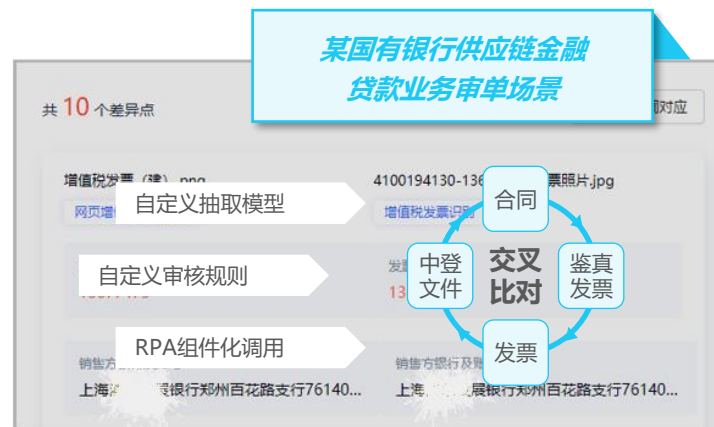 某国有银行供应链金融
贷款业务审单场景
共 10 个差异点
对应
增值税发票（建）.png
4100194130-136
票照片.jpg
网页增
增值税发票识别
自定义抽取模型
自定义审核规则
RPA组件化调用
合同
中登
文件
交叉
比对
鉴真
发票
发票
13
销售方
销售方银行及账
上海
展银行郑州百花路支行76140...
上海
展银行郑州百花路支行76140...